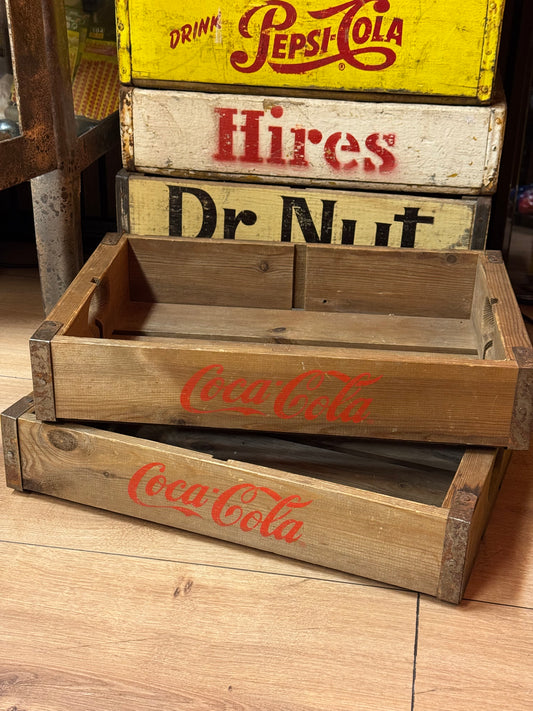 DRINK
PEPSI-COLA
Hires
Dr Nut
Coca-Cola
Coca-Cola